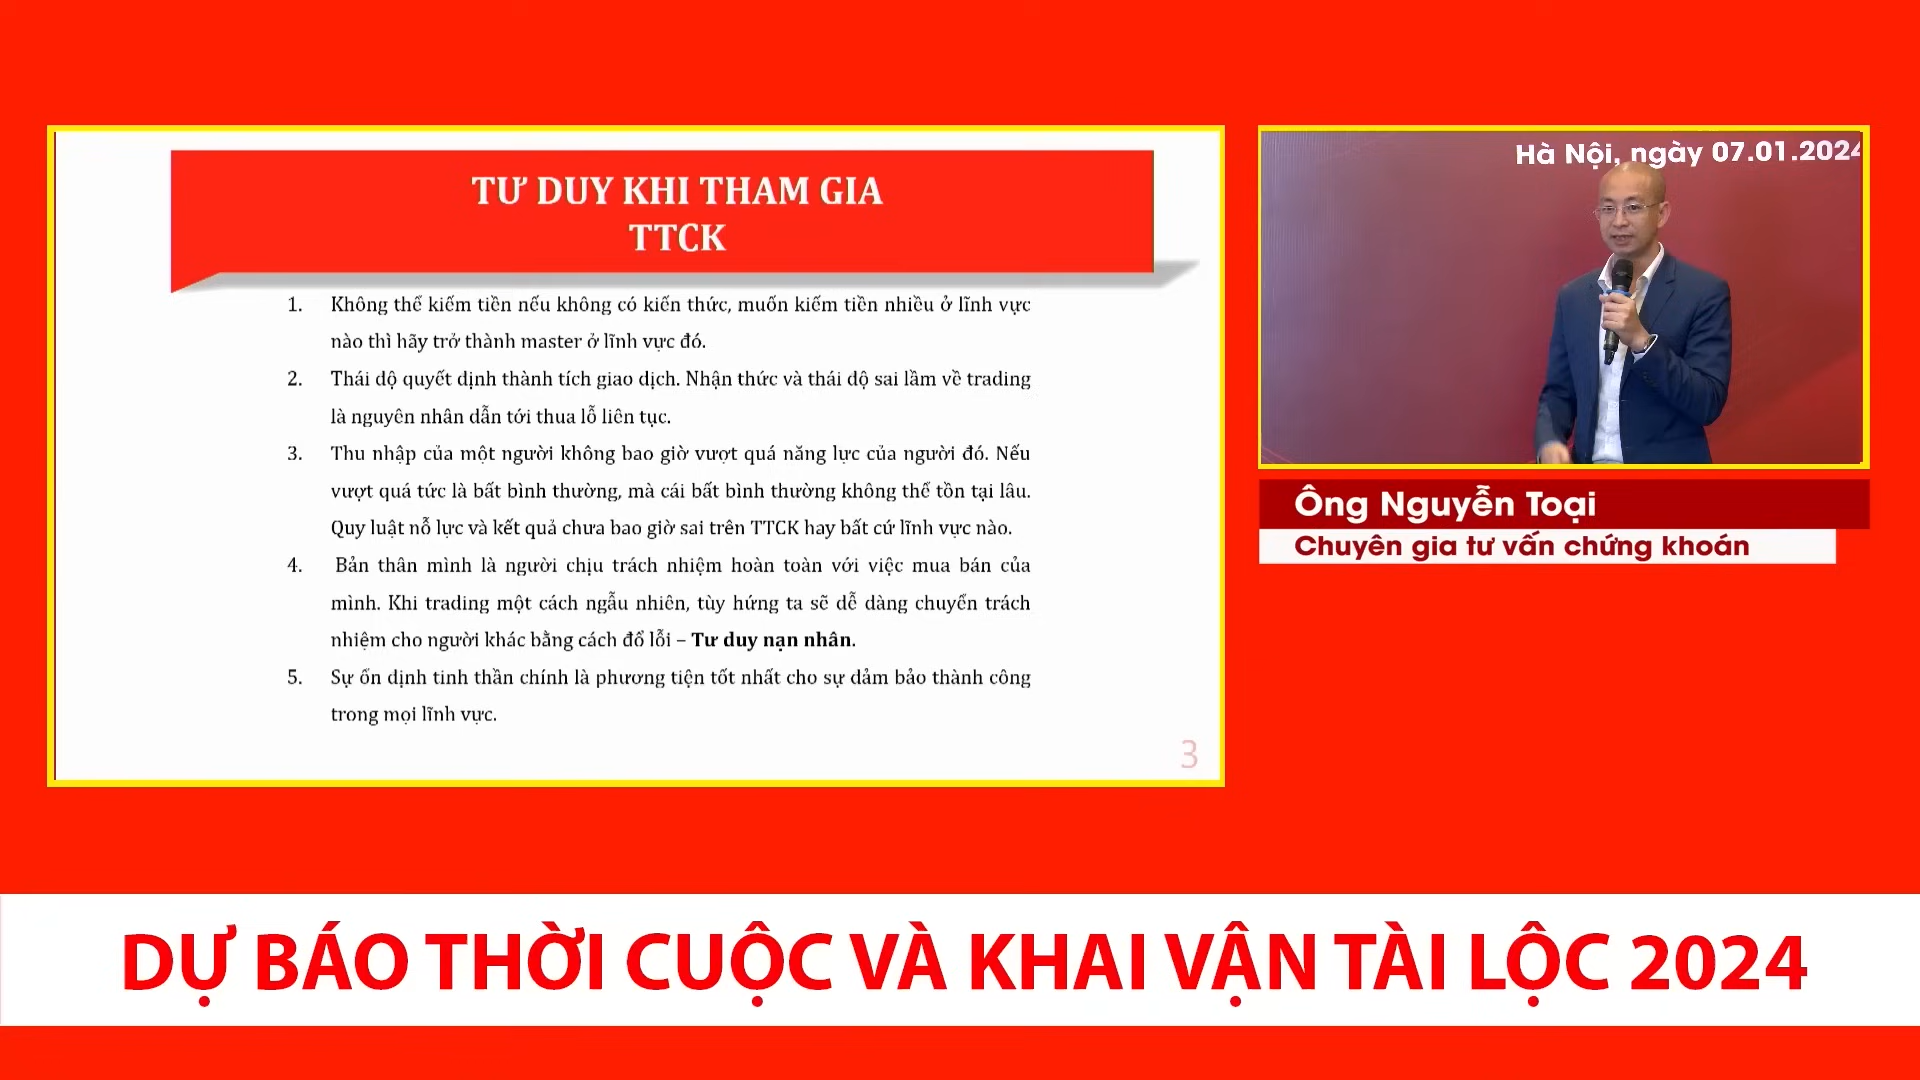 TƯ DUY KHI THAM GIA
TTCK
1. Không thể kiếm tiền nếu không có kiến thức, muốn kiếm tiền nhiều ở lĩnh vực
nào thì hãy trở thành master ở lĩnh vực đó.
2. Thái độ quyết định thành tích giao dịch. Nhận thức và thái độ sai lầm về trading
là nguyên nhân dẫn tới thua lỗ liên tục.
3. Thu nhập của một người không bao giờ vượt quá năng lực của người đó. Nếu
vượt quá tức là bất bình thường, mà cái bất bình thường không thể tồn tại lâu.
Quy luật nỗ lực và kết quả chưa bao giờ sai trên TTCK hay bất cứ lĩnh vực nào.
4. Bản thân mình là người chịu trách nhiệm hoàn toàn với việc mua bán của
mình. Khi trading một cách ngẫu nhiên, tùy hứng ta sẽ dễ dàng chuyển trách
nhiệm cho người khác bằng cách đổ lỗi – Tư duy nạn nhân.
5. Sự ổn định tinh thần chính là phương tiện tốt nhất cho sự đảm bảo thành công
trong mọi lĩnh vực.
3
Hà Nội, ngày 07.01.2024
Ông Nguyễn Toại
Chuyên gia tư vấn chứng khoán
DỰ BÁO THỜI CUỘC VÀ KHAI VẬN TÀI LỘC 2024